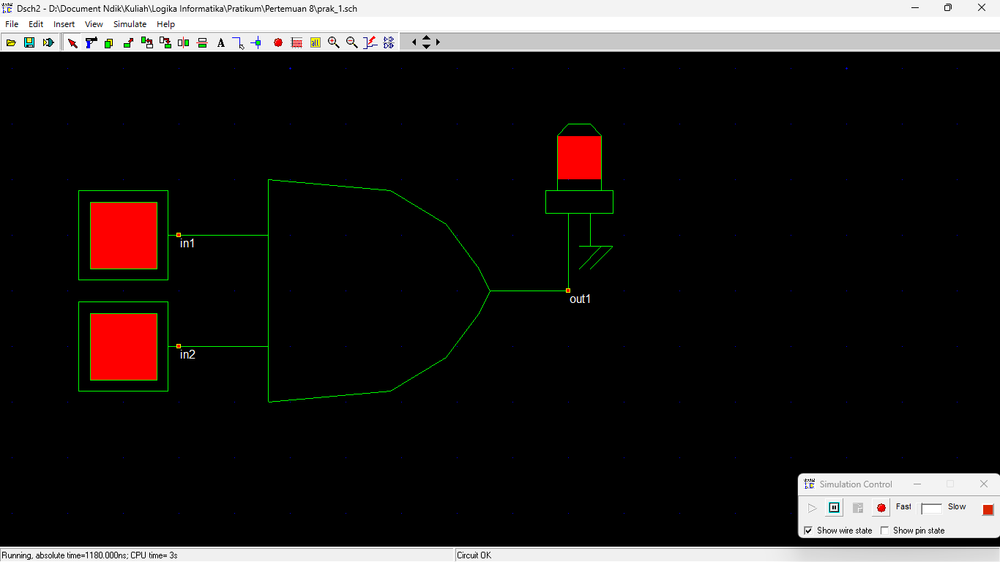 Dsch2 - D:\Document Ndik\Kuliah\Logika Informatika\Pratikum\Pertemuan 8\prak_1.sch
File Edit Insert View Simulate Help
in1
out1
in2
Simulation Control
Fast Slow
Show wire state Show pin state
Running, absolute time=1180.000ns; CPU time= 3s Circuit OK